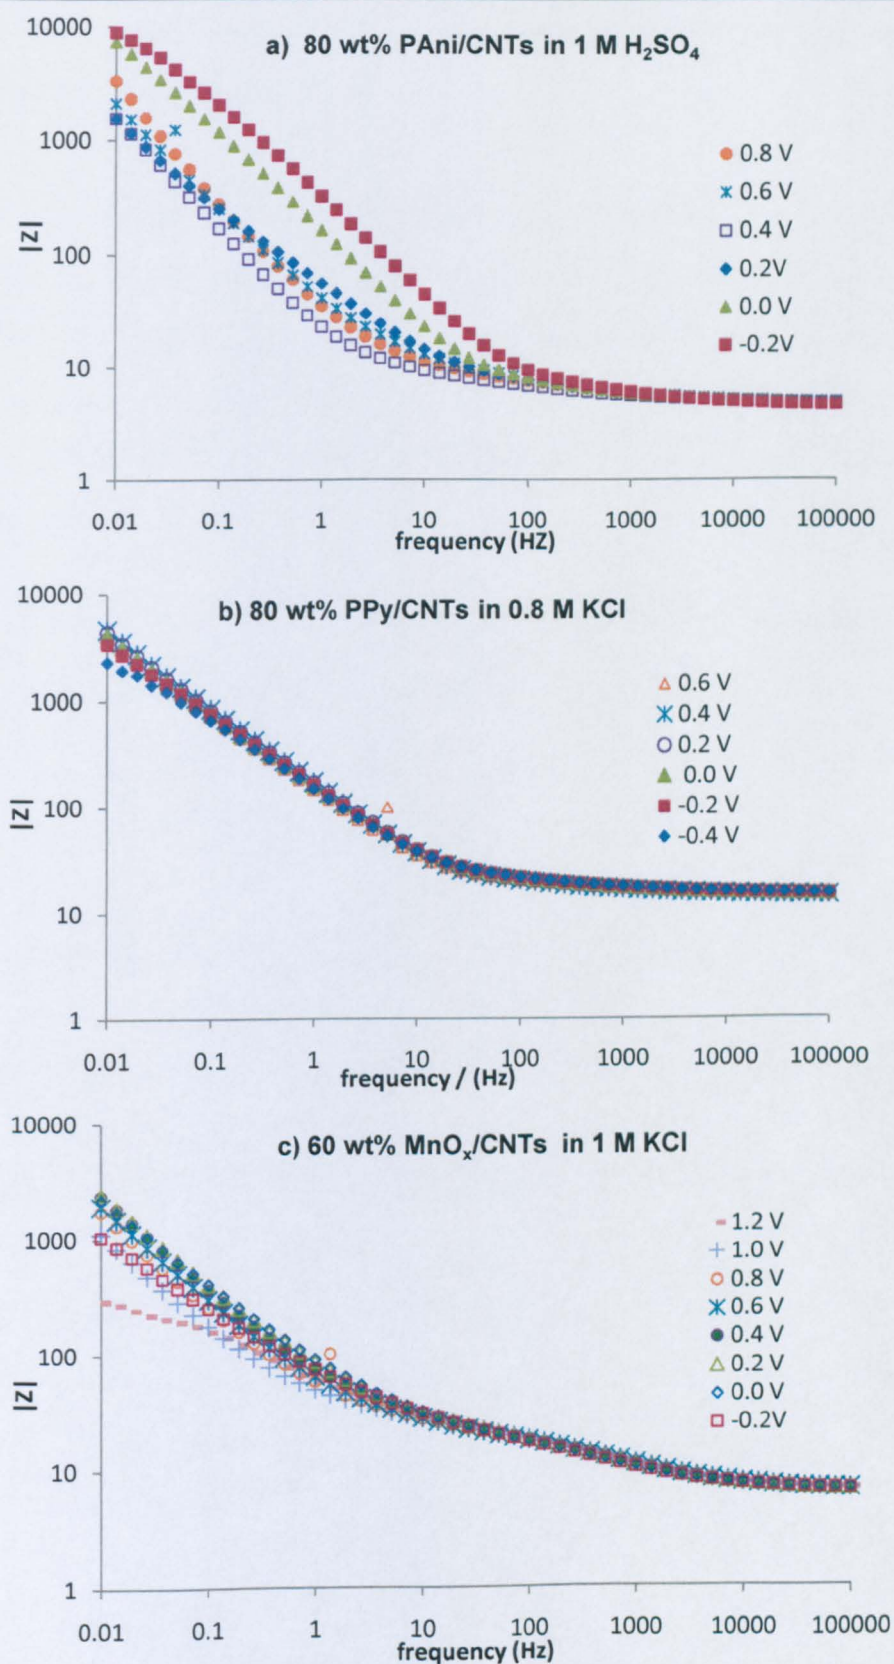 a) 80 wt% PAni/CNTs in 1 M H₂SO₄
10000
1000
100
10
1
|Z|
0.8 V
0.6 V
0.4 V
0.2V
0.0 V
-0.2V
0.01 0.1 1 10 100 1000 10000 100000
frequency (HZ)
b) 80 wt% PPy/CNTs in 0.8 M KCl
10000
1000
100
10
1
|Z|
0.6 V
0.4 V
0.2 V
0.0 V
-0.2 V
-0.4 V
0.01 0.1 1 10 100 1000 10000 100000
frequency / (Hz)
c) 60 wt% MnOₓ/CNTs in 1 M KCl
10000
1000
100
10
1
|Z|
1.2 V
1.0 V
0.8 V
0.6 V
0.4 V
0.2 V
0.0 V
-0.2V
0.01 0.1 1 10 100 1000 10000 100000
frequency (Hz)